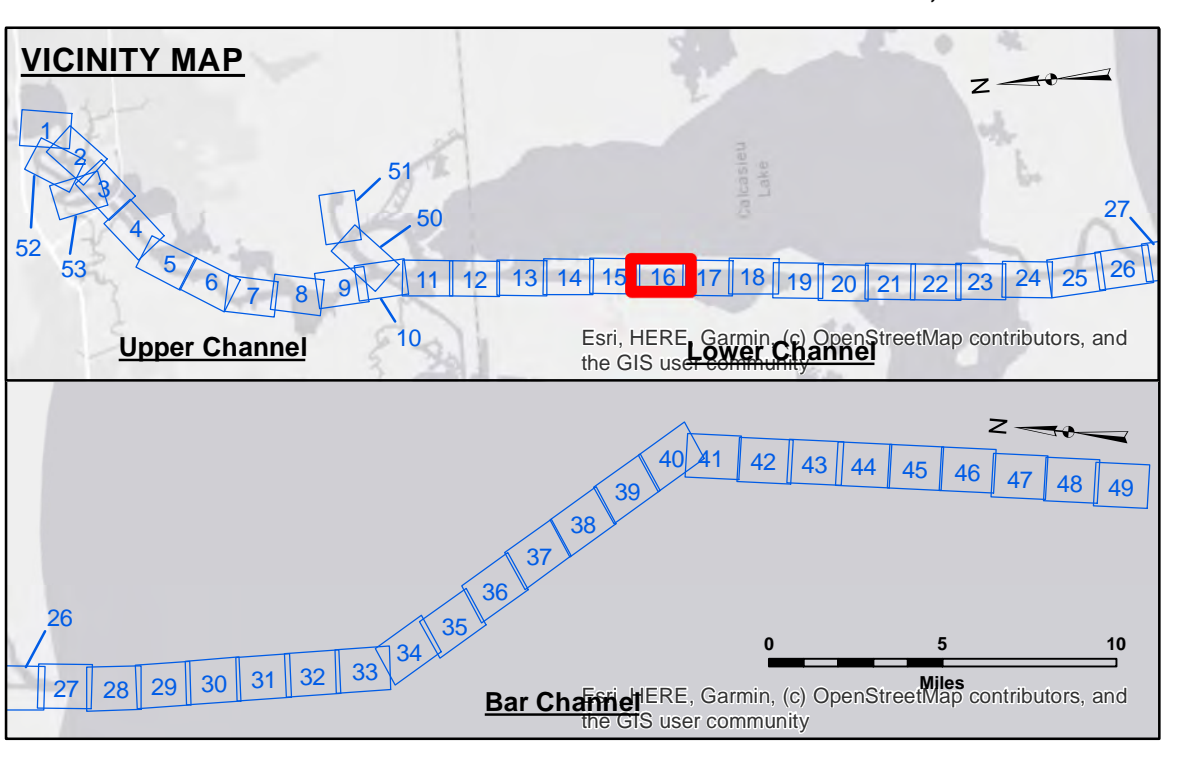 VICINITY MAP
N
1
2
3
52
53
4
5
6
7
8
9
10
51
50
11 12 13 14 15 16 17 18 19 20 21 22 23 24 25 26
27
Calcasieu
Lake
Upper Channel
Lower Channel
Esri, HERE, Garmin, (c) OpenStreetMap contributors, and
the GIS user community
N
26
27 28 29 30 31 32 33 34 35 36 37 38 39 40 41 42 43 44 45 46 47 48 49
0 5 10
Miles
Bar Channel
Esri, HERE, Garmin, (c) OpenStreetMap contributors, and
the GIS user community